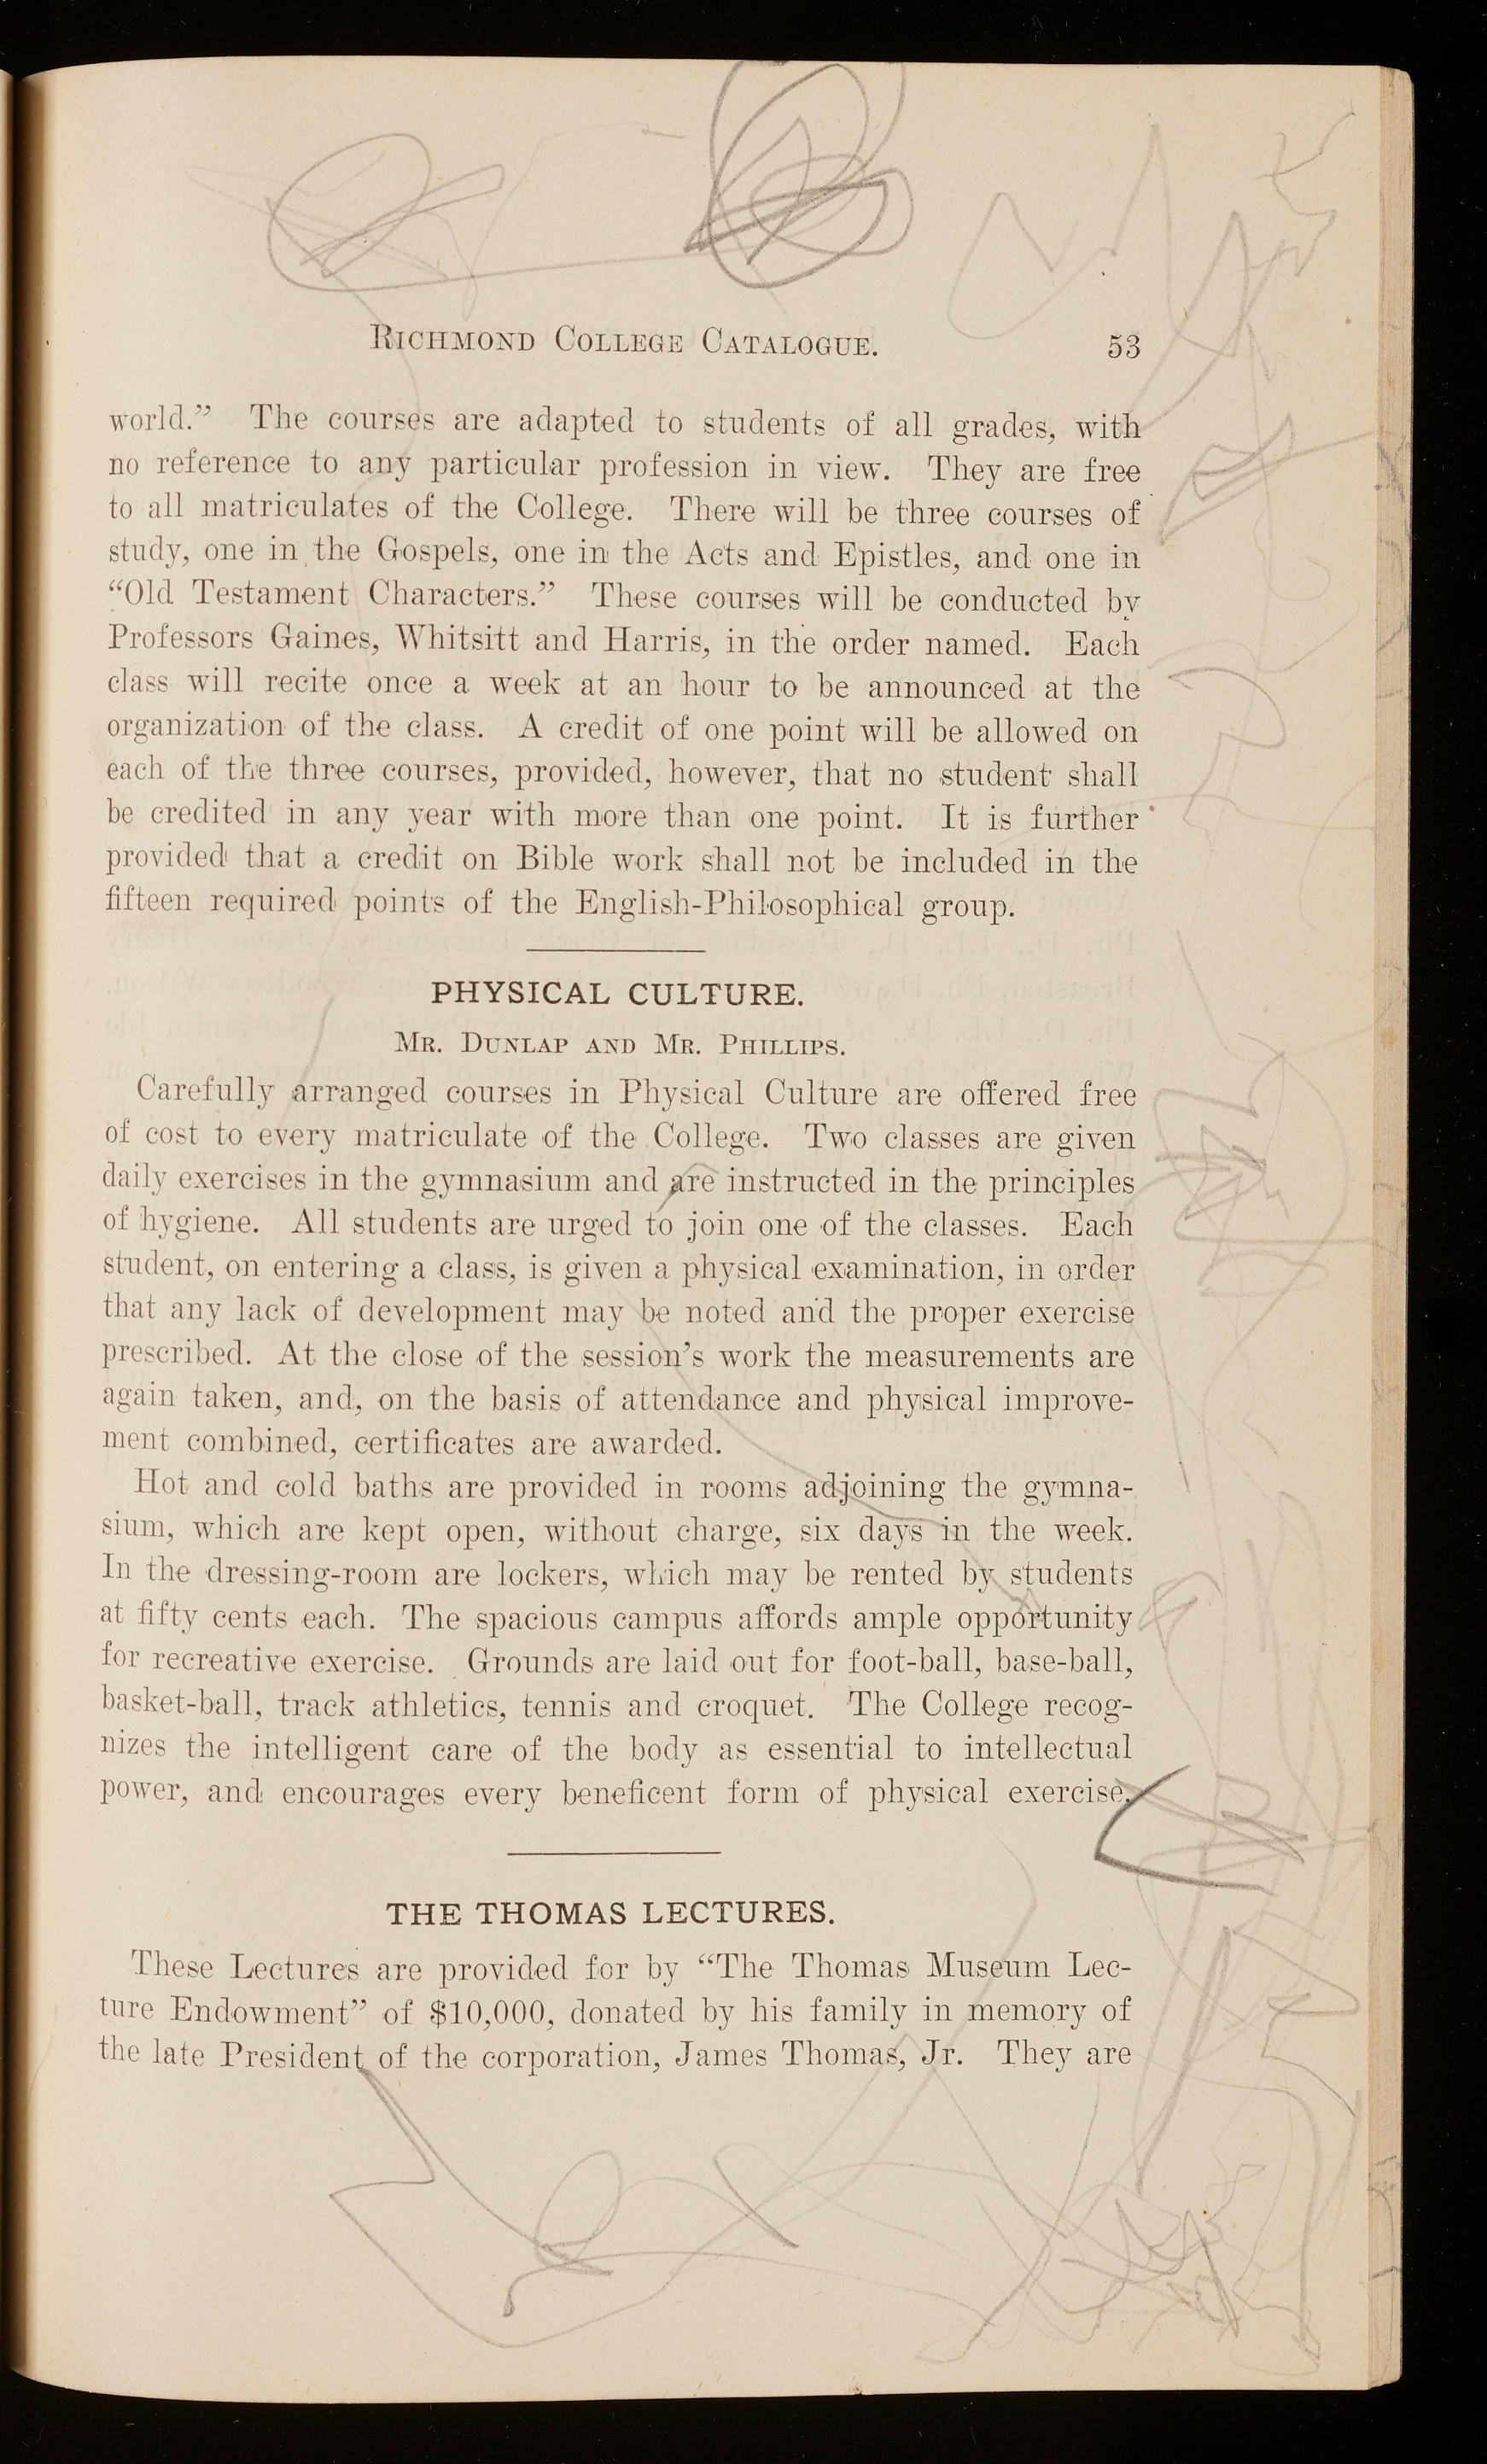 RICHMOND COLLEGE CATALOGUE. 53
world.” The courses are adapted to students of all grades, with
no reference to any particular profession in view. They are free
to all matriculates of the College. There will be three courses of
study, one in the Gospels, one in the Acts and Epistles, and one in
“Old Testament Characters.” These courses will be conducted by
Professors Gaines, Whitsitt and Harris, in the order named. Each
class will recite once a week at an hour to be announced at the
organization of the class. A credit of one point will be allowed on
each of the three courses, provided, however, that no student shall
be credited in any year with more than one point. It is further
provided that a credit on Bible work shall not be included in the
fifteen required points of the English-Philosophical group.
PHYSICAL CULTURE.
MR. DUNLAP AND MR. PHILLIPS.
Carefully arranged courses in Physical Culture are offered free
of cost to every matriculate of the College. Two classes are given
daily exercises in the gymnasium and are instructed in the principles
of hygiene. All students are urged to join one of the classes. Each
student, on entering a class, is given a physical examination, in order
that any lack of development may be noted and the proper exercise
prescribed. At the close of the session’s work the measurements are
again taken, and, on the basis of attendance and physical improve-
ment combined, certificates are awarded.
Hot and cold baths are provided in rooms adjoining the gymna-
sium, which are kept open, without charge, six days in the week.
In the dressing-room are lockers, which may be rented by students
at fifty cents each. The spacious campus affords ample opportunity
for recreative exercise. Grounds are laid out for foot-ball, base-ball,
basket-ball, track athletics, tennis and croquet. The College recog-
nizes the intelligent care of the body as essential to intellectual
power, and encourages every beneficent form of physical exercise.
THE THOMAS LECTURES.
These Lectures are provided for by “The Thomas Museum Lec-
ture Endowment” of $10,000, donated by his family in memory of
the late President of the corporation, James Thomas, Jr. They are